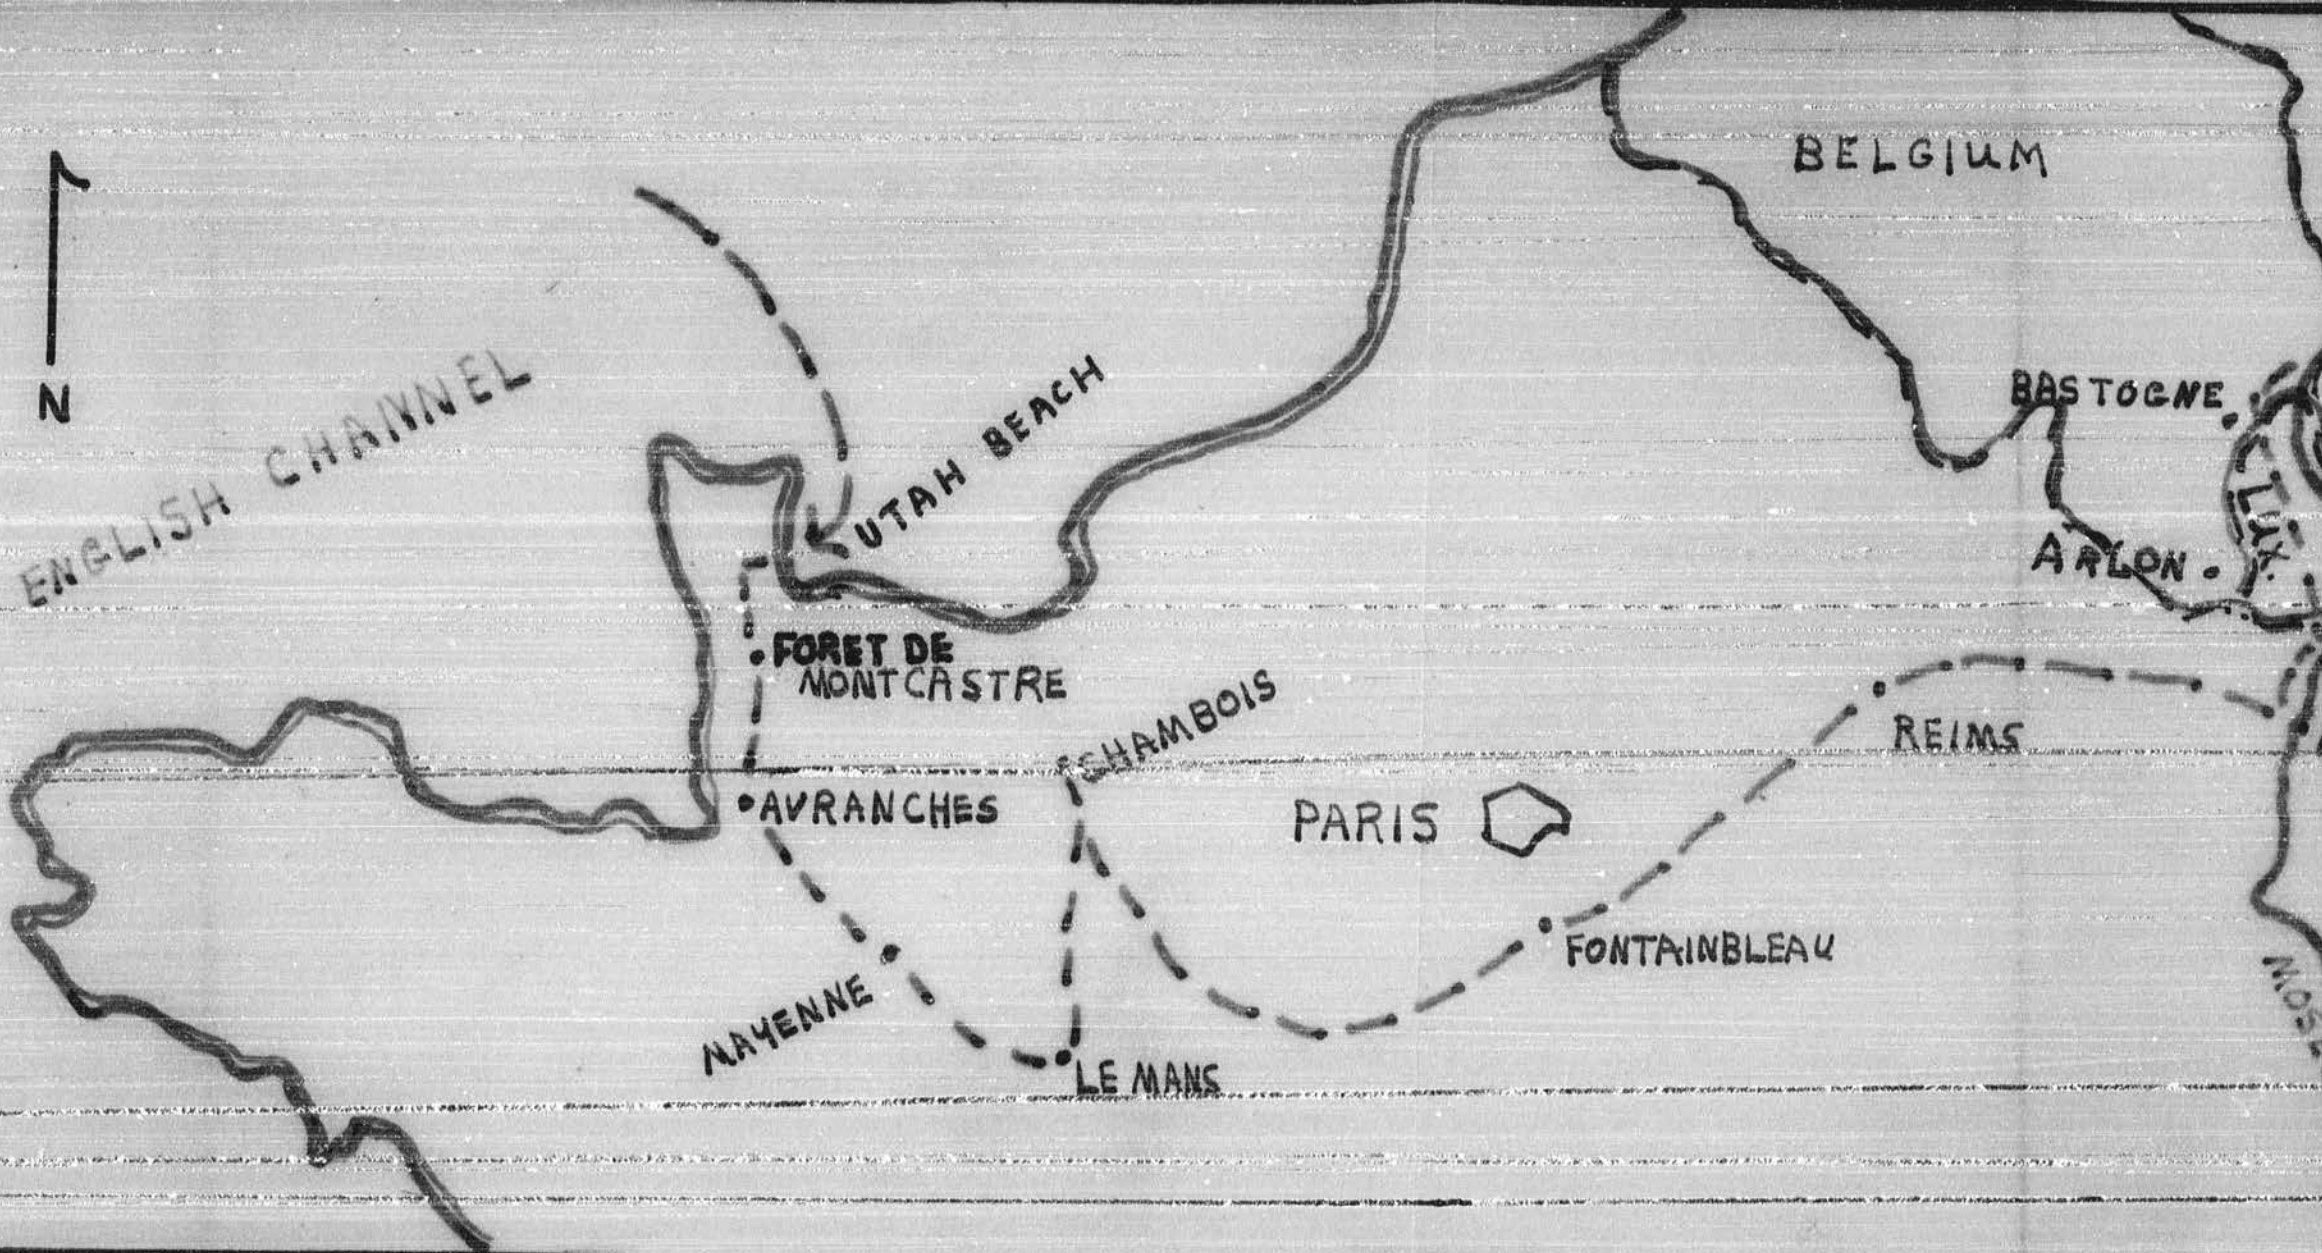 BELGIUM
N
ENGLISH CHANNEL
UTAH BEACH
BASTOGNE
LUX.
ARLON
FORET DE
MONTCASTRE
CHAMBOIS
REIMS
AVRANCHES
PARIS
FONTAINBLEAU
MAYENNE
LE MANS